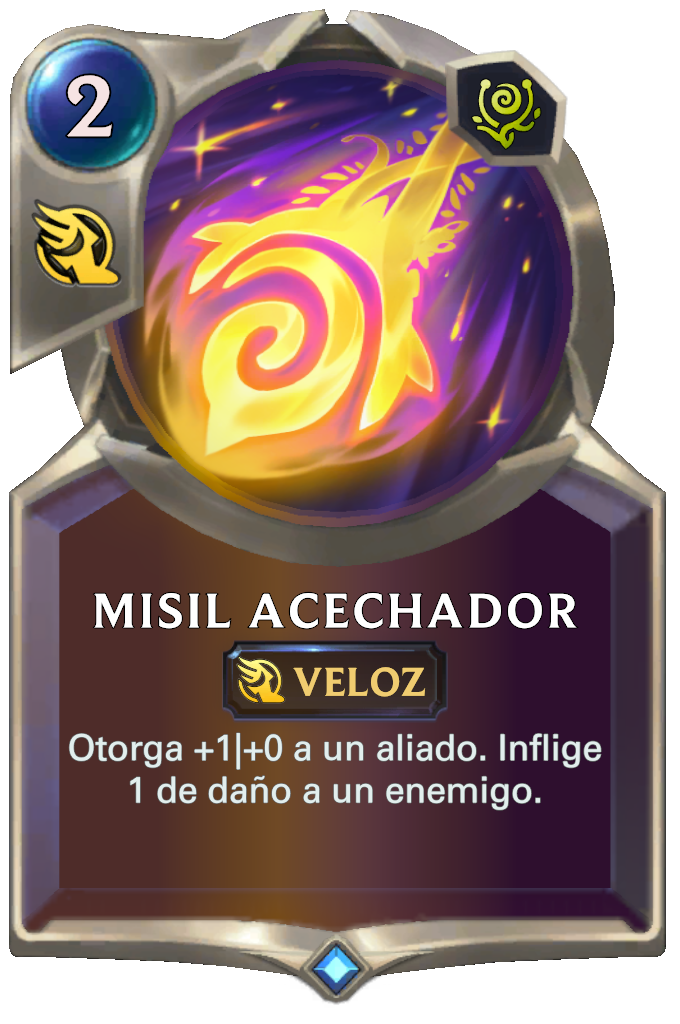 2
MISIL ACECHADOR
VELOZ
Otorga +1|+0 a un aliado. Inflige
1 de daño a un enemigo.